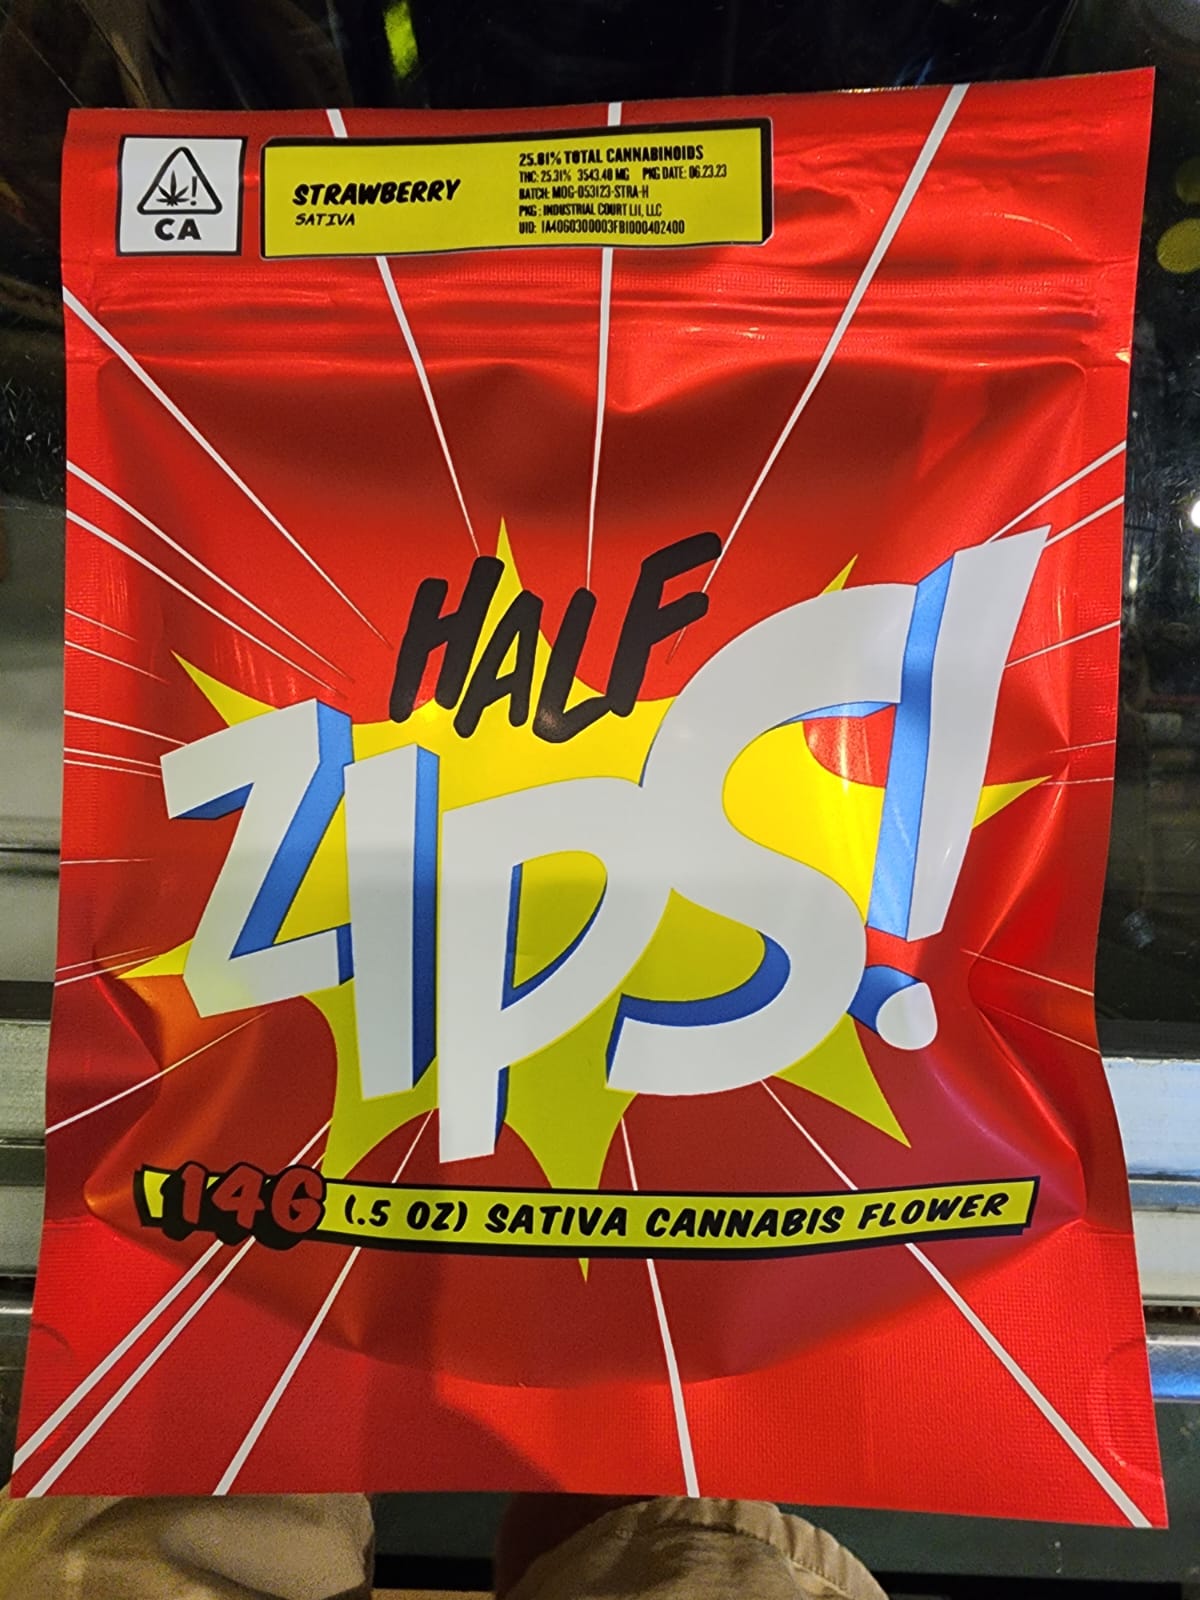 CA
STRAWBERRY
SATIVA
25.81% TOTAL CANNABINOIDS
THC: 25.31% 3543.40 MG PKG DATE: 06.23.23
BATCH: MOG-053123-STRA-H
PKG: INDUSTRIAL COURT L11, LLC
UID: 1A4060300003FB1000402400
HALF
ZIPS!
14G (.5 OZ) SATIVA CANNABIS FLOWER